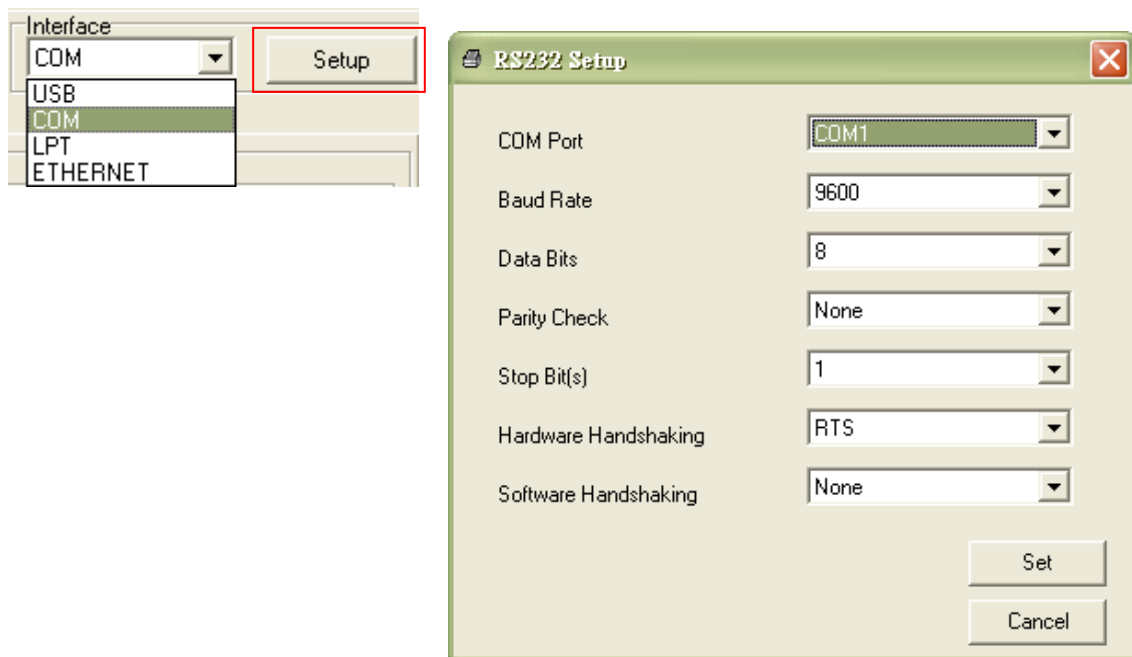 Interface
COM
Setup
USB
COM
LPT
ETHERNET
RS232 Setup
COM Port
COM1
Baud Rate
9600
Data Bits
8
Parity Check
None
Stop Bit(s)
1
Hardware Handshaking
RTS
Software Handshaking
None
Set
Cancel